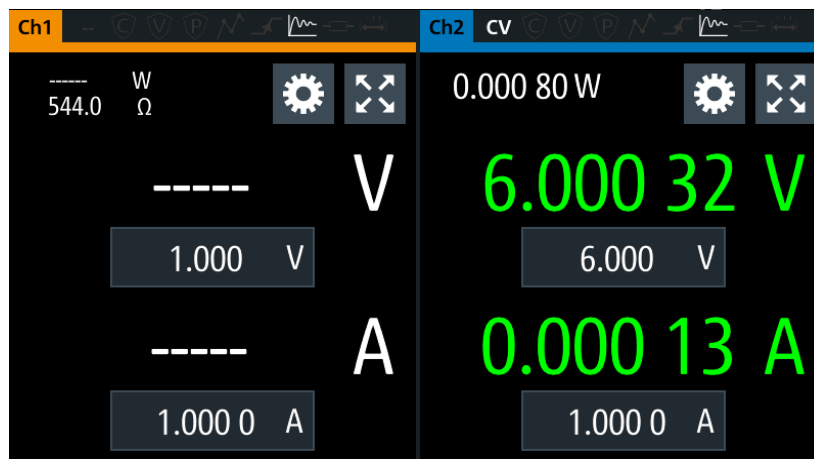 Ch1 -- C V P
------ W
544.0 Ω
----- V
1.000 V
----- A
1.000 0 A
Ch2 CV C V P
0.000 80 W
6.000 32 V
6.000 V
0.000 13 A
1.000 0 A